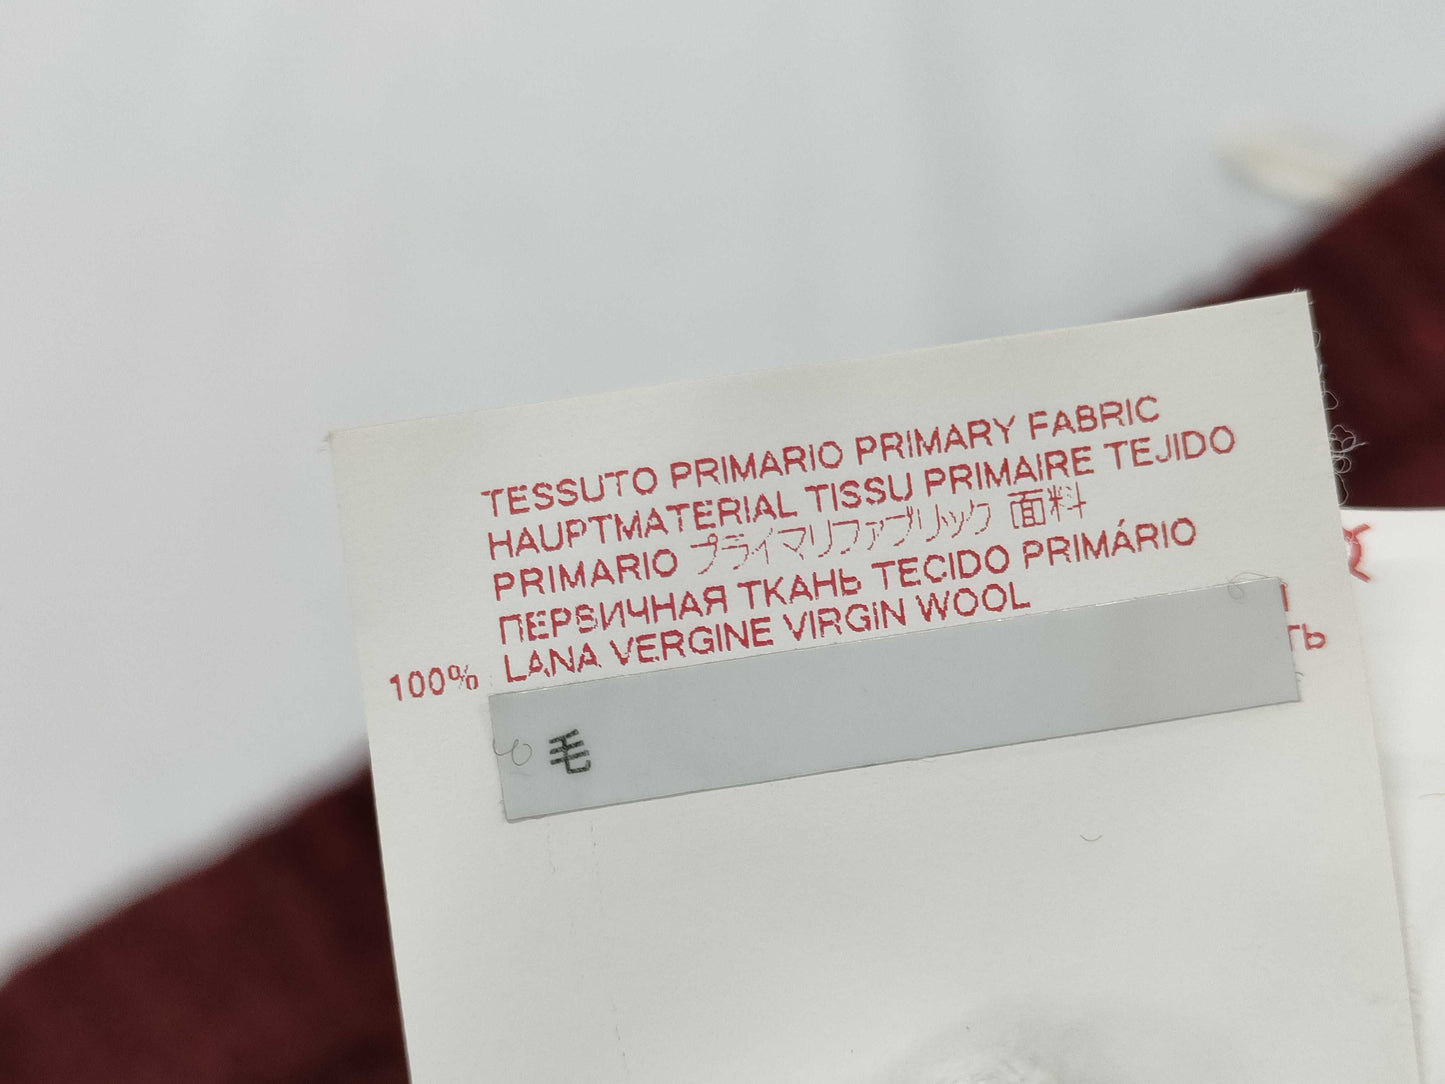 TESSUTO PRIMARIO PRIMARY FABRIC
HAUPTMATERIAL TISSU PRIMAIRE TEJIDO
PRIMARIO プライマリファブリック 面料
ПЕРВИЧНАЯ ТКАНЬ TECIDO PRIMÁRIO
100% LANA VERGINE VIRGIN WOOL
ТЬ
毛